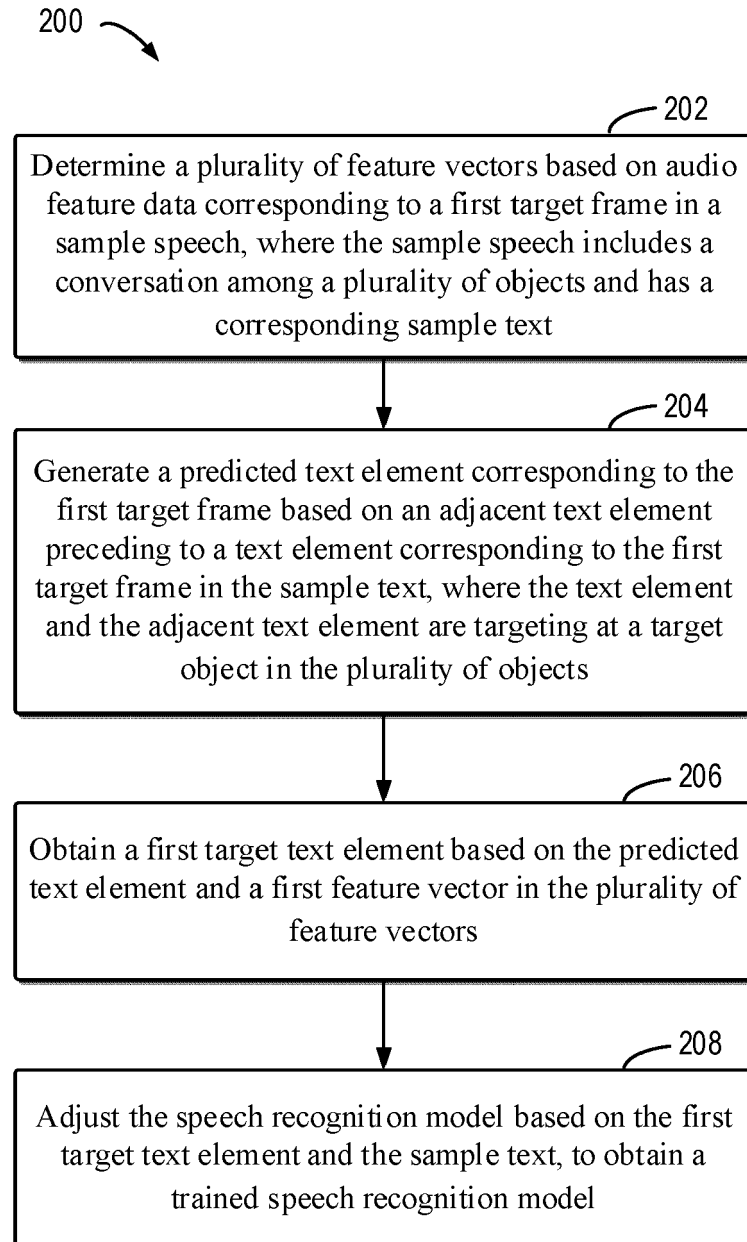 200
202
Determine a plurality of feature vectors based on audio
feature data corresponding to a first target frame in a
sample speech, where the sample speech includes a
conversation among a plurality of objects and has a
corresponding sample text
204
Generate a predicted text element corresponding to the
first target frame based on an adjacent text element
preceding to a text element corresponding to the first
target frame in the sample text, where the text element
and the adjacent text element are targeting at a target
object in the plurality of objects
206
Obtain a first target text element based on the predicted
text element and a first feature vector in the plurality of
feature vectors
208
Adjust the speech recognition model based on the first
target text element and the sample text, to obtain a
trained speech recognition model